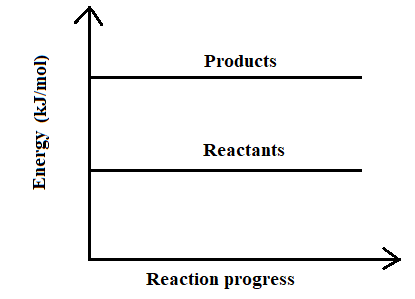 Products
Reactants
Energy (kJ/mol)
Reaction progress